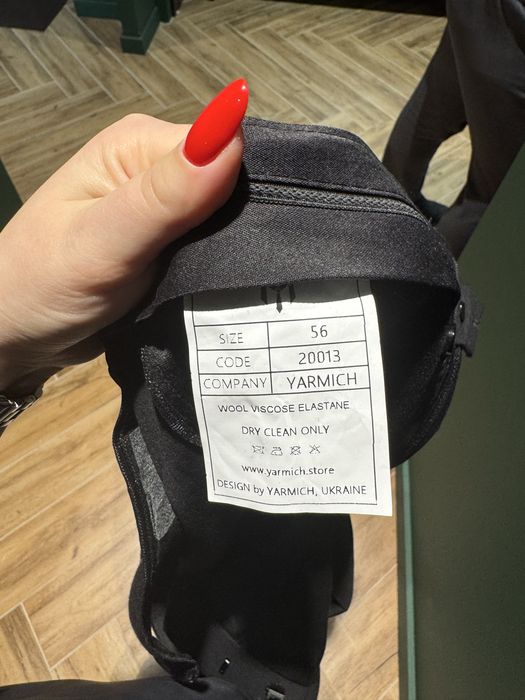 SIZE 56
CODE 20013
COMPANY YARMICH
WOOL VISCOSE ELASTANE
DRY CLEAN ONLY
www.yarmich.store
DESIGN by YARMICH, UKRAINE